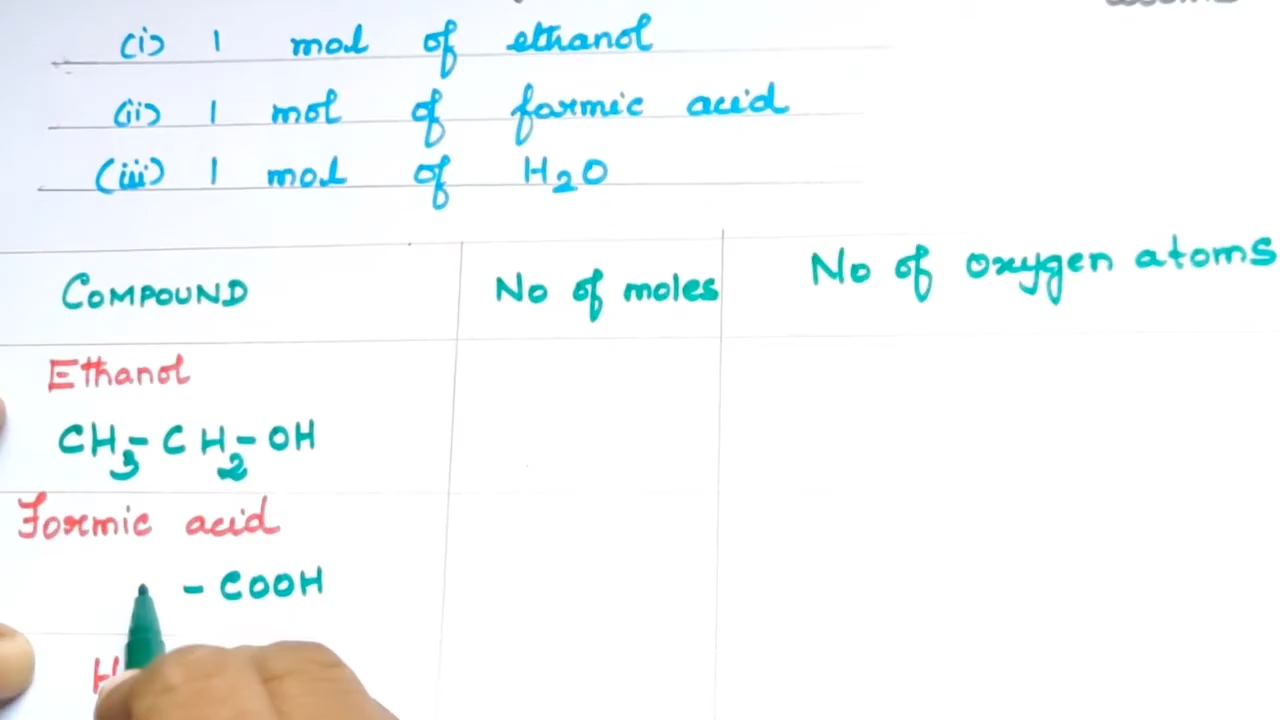 (i) 1 mol of ethanol
(ii) 1 mol of formic acid
(iii) 1 mol of H2O
COMPOUND No of moles No of oxygen atoms
Ethanol
CH3-CH2-OH
Formic acid
-COOH
H